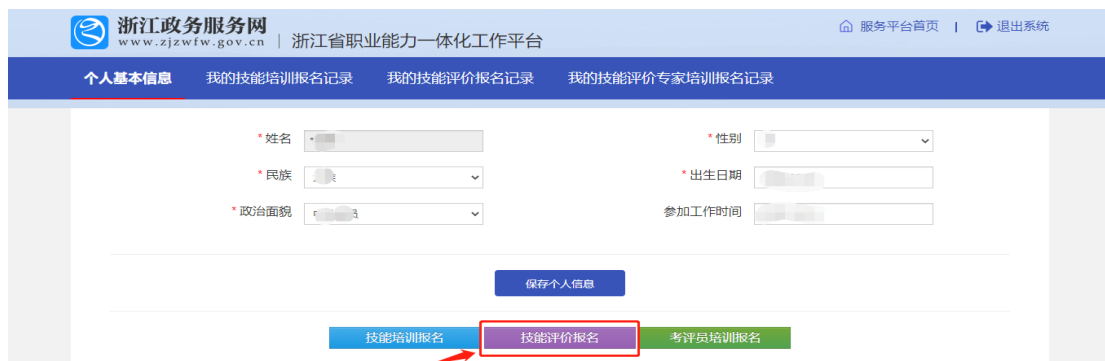 浙江政务服务网
www.zjzwfw.gov.cn | 浙江省职业能力一体化工作平台
服务平台首页 | 退出系统
个人基本信息 我的技能培训报名记录 我的技能评价报名记录 我的技能评价专家培训报名记录
*姓名 *性别
*民族 *出生日期
*政治面貌 参加工作时间
保存个人信息
技能培训报名 技能评价报名 考评员培训报名